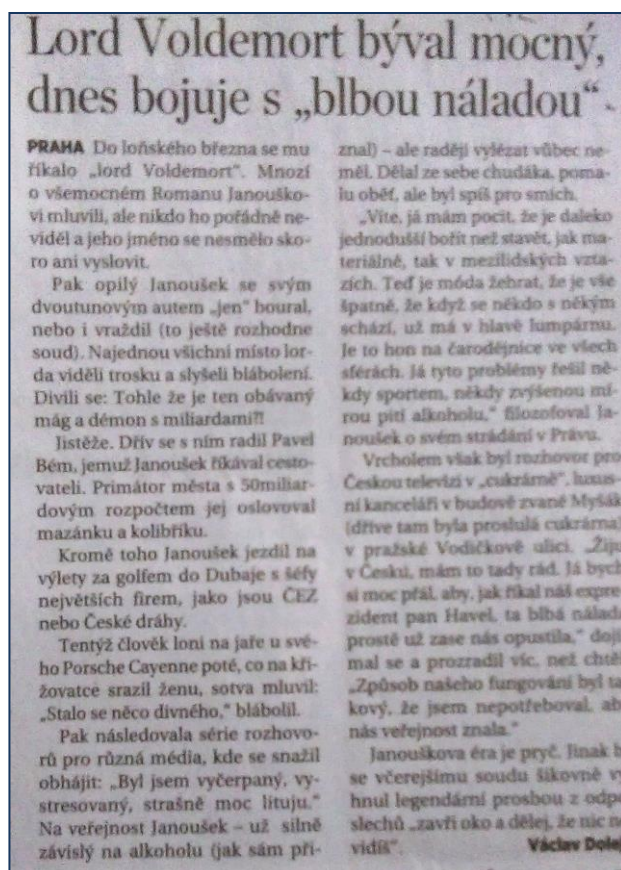 Lord Voldemort býval mocný,
dnes bojuje s „blbou náladou“
PRAHA Do loňského března se mu
říkalo „lord Voldemort“. Mnozí
o všemocném Romanu Janouško-
vi mluvili, ale nikdo ho pořádně ne-
viděl a jeho jméno se nesmělo sko-
ro ani vyslovit.
Pak opilý Janoušek se svým
dvoutunovým autem „jen“ boural,
nebo i vraždil (to ještě rozhodne
soud). Najednou všichni místo lor-
da viděli trosku a slyšeli blábolení.
Divili se: Tohle že je ten obávaný
mág a démon s miliardami?!
Jistěže. Dřív se s ním radil Pavel
Bém, jemuž Janoušek říkával cesto-
vateli. Primátor města s 50miliar-
dovým rozpočtem jej oslovoval
mazánku a kolibříku.
Kromě toho Janoušek jezdil na
výlety za golfem do Dubaje s šéfy
největších firem, jako jsou ČEZ
nebo České dráhy.
Tentýž člověk loni na jaře u své-
ho Porsche Cayenne poté, co na kři-
žovatce srazil ženu, sotva mluvil:
„Stalo se něco divného,“ blábolil.
Pak následovala série rozhovo-
rů pro různá média, kde se snažil
obhájit: „Byl jsem vyčerpaný, vy-
stresovaný, strašně moc lituju.“
Na veřejnost Janoušek – už silně
závislý na alkoholu (jak sám při-
znal) – ale raději vylézat vůbec ne-
měl. Dělal ze sebe chudáka, poma-
lu oběť, ale byl spíš pro smích.
„Víte, já mám pocit, že je daleko
jednodušší bořit než stavět, jak ma-
teriálně, tak v mezilidských vzta-
zích. Teď je móda žehrat, že je vše
špatně, že když se někdo s někým
schází, už má v hlavě lumpárnu.
Je to hon na čarodějnice ve všech
sférách. Já tyto problémy řešil ně-
kdy sportem, někdy zvýšenou mí-
rou pití alkoholu,“ filozofoval Ja-
noušek o svém strádání v Právu.
Vrcholem však byl rozhovor pro
Českou televizi v „cukrárně“, luxus-
ní kanceláři v budově zvané Myšák
(dříve tam byla proslulá cukrárna)
v pražské Vodičkově ulici. „Žiju
v Česku, mám to tady rád. Já bych
si moc přál, aby, jak říkal náš expre-
zident pan Havel, ta blbá nálada
prostě už zase nás opustila,“ dojí-
mal se a prozradil víc, než chtěl
„Způsob našeho fungování byl ta-
kový, že jsem nepotřeboval, ab
nás veřejnost znala.“
Janouškova éra je pryč. Jinak b
se včerejšímu soudu šikovně vy
hnul legendární prosbou z odpo
slechů „zavři oko a dělej, že nic ne
vidíš“. Václav Dolej